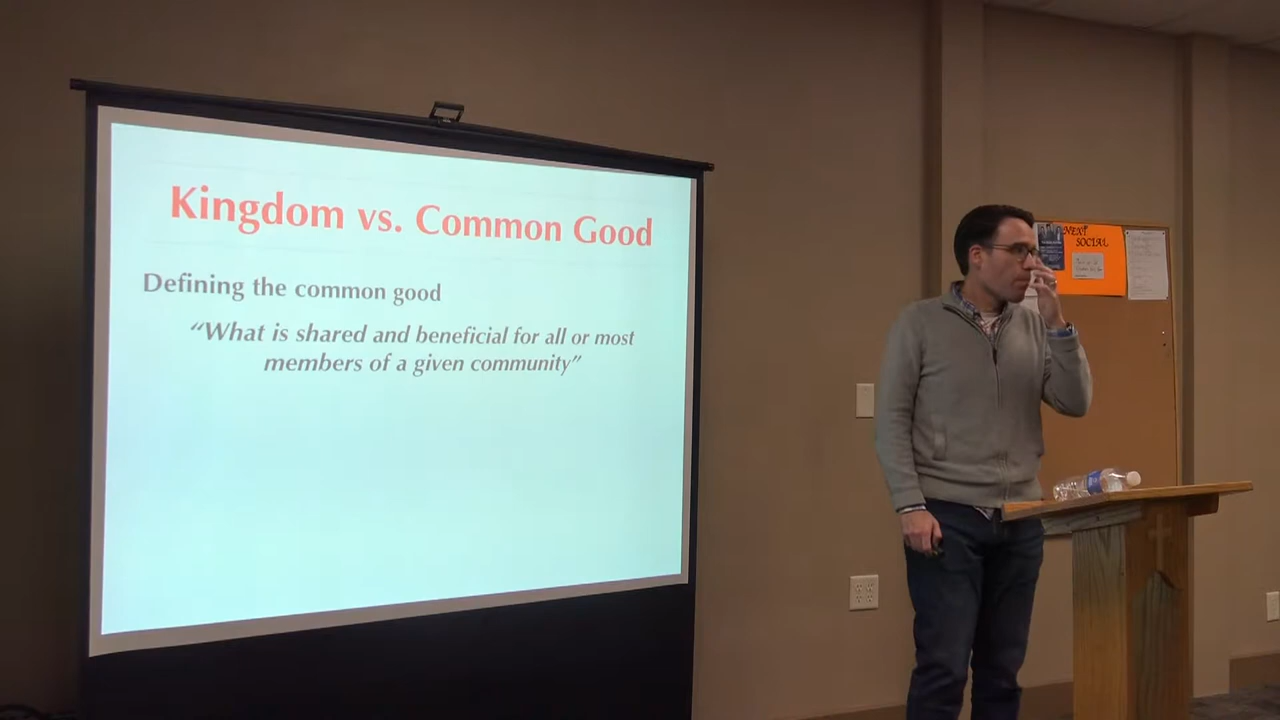 Kingdom vs. Common Good
Defining the common good
“What is shared and beneficial for all or most
members of a given community”
NEXT
SOCIAL